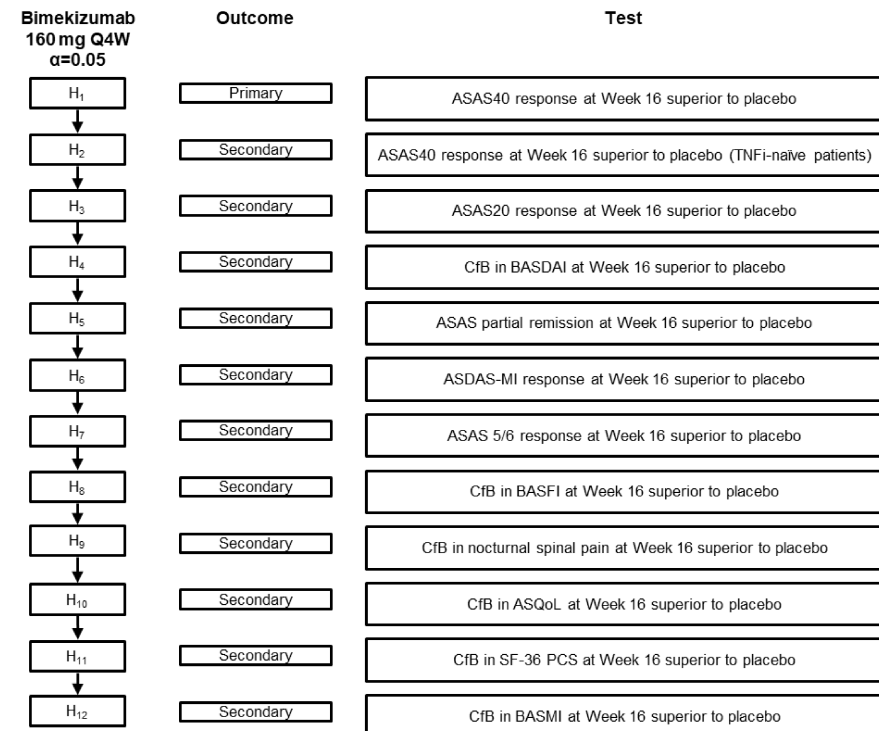 Bimekizumab
160 mg Q4W
α=0.05
Outcome
Test
H₁ Primary ASAS40 response at Week 16 superior to placebo
H₂ Secondary ASAS40 response at Week 16 superior to placebo (TNFi-naïve patients)
H₃ Secondary ASAS20 response at Week 16 superior to placebo
H₄ Secondary CfB in BASDAI at Week 16 superior to placebo
H₅ Secondary ASAS partial remission at Week 16 superior to placebo
H₆ Secondary ASDAS-MI response at Week 16 superior to placebo
H₇ Secondary ASAS 5/6 response at Week 16 superior to placebo
H₈ Secondary CfB in BASFI at Week 16 superior to placebo
H₉ Secondary CfB in nocturnal spinal pain at Week 16 superior to placebo
H₁₀ Secondary CfB in ASQoL at Week 16 superior to placebo
H₁₁ Secondary CfB in SF-36 PCS at Week 16 superior to placebo
H₁₂ Secondary CfB in BASMI at Week 16 superior to placebo